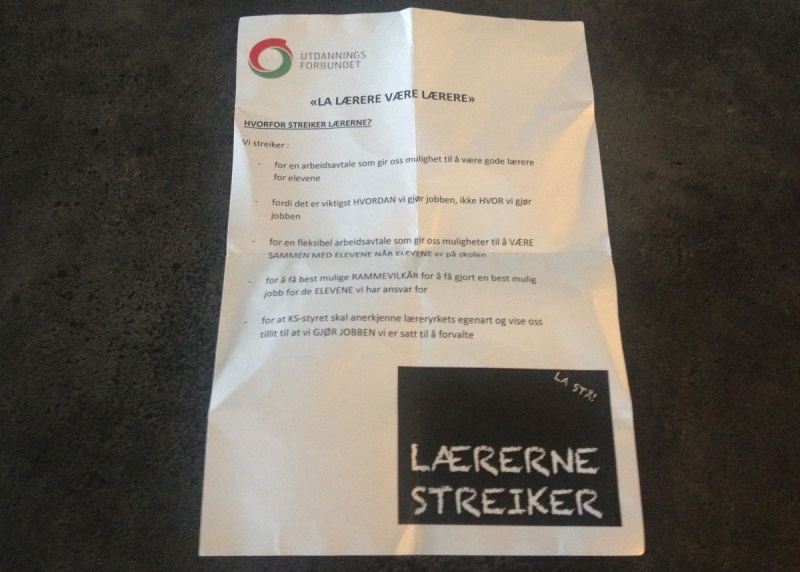 UTDANNINGS
FORBUNDET
«LA LÆRERE VÆRE LÆRERE»
HVORFOR STREIKER LÆRERNE?
Vi streiker :
- for en arbeidsavtale som gir oss mulighet til å være gode lærere
for elevene
- fordi det er viktigst HVORDAN vi gjør jobben, ikke HVOR vi gjør
jobben
- for en fleksibel arbeidsavtale som gir oss muligheter til å VÆRE
SAMMEN MED ELEVENE NÅR ELEVENE er på skolen
- for å få best mulige RAMMEVILKÅR for å få gjort en best mulig
jobb for de ELEVENE vi har ansvar for
- for at KS-styret skal anerkjenne læreryrkets egenart og vise oss
tillit til at vi GJØR JOBBEN vi er satt til å forvalte
LA STÅ!
LÆRERNE
STREIKER